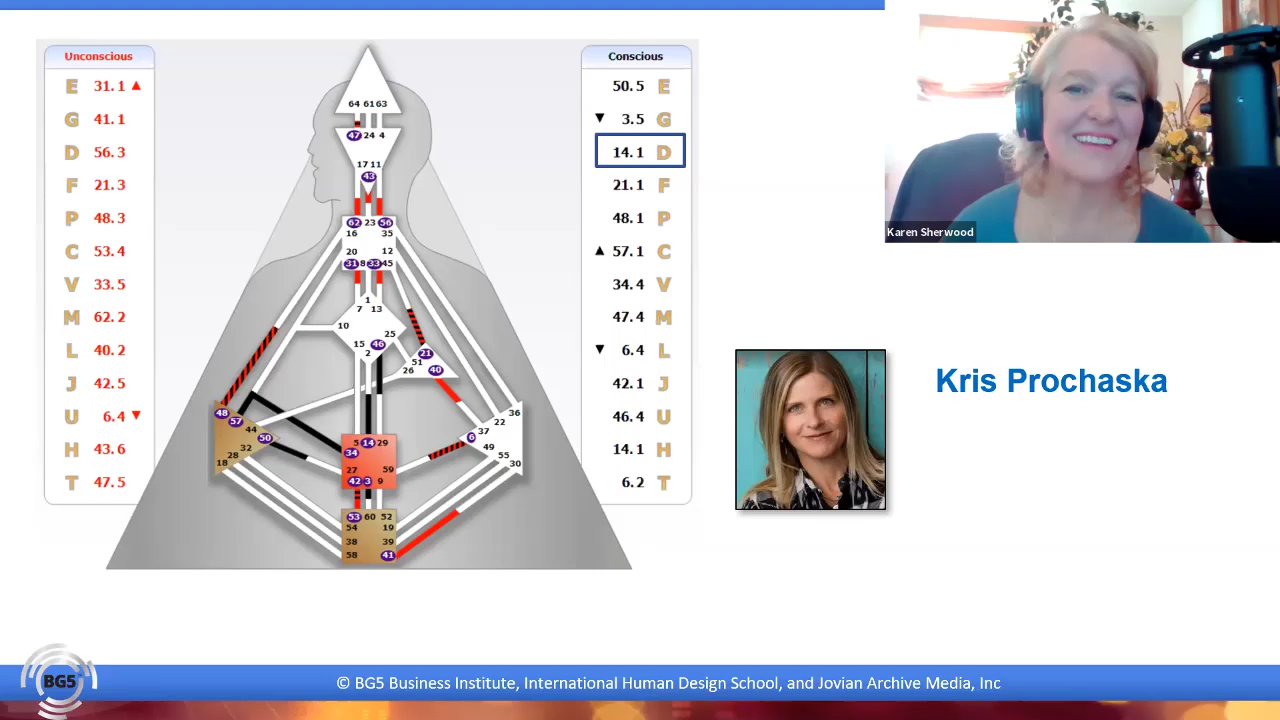 Unconscious
E 31.1 ▲
G 41.1
D 56.3
F 21.3
P 48.3
C 53.4
V 33.5
M 62.2
L 40.2
J 42.5
U 6.4 ▼
H 43.6
T 47.5
64 61 63
47 24 4
17 11
43
62 23 56
16 35
20 12
31 8 33 45
1
7 13
10
25
15 46
2
21
51
26 40
48
57
44
50
32
28
18
36
22
37
6
49
55
30
5 14 29
34
27 59
42 3 9
53 60 52
54 19
38 39
58 41
Conscious
50.5 E
▼ 3.5 G
14.1 D
21.1 F
48.1 P
▲ 57.1 C
34.4 V
47.4 M
▼ 6.4 L
42.1 J
46.4 U
14.1 H
6.2 T
Karen Sherwood
Kris Prochaska
BG5
© BG5 Business Institute, International Human Design School, and Jovian Archive Media, Inc